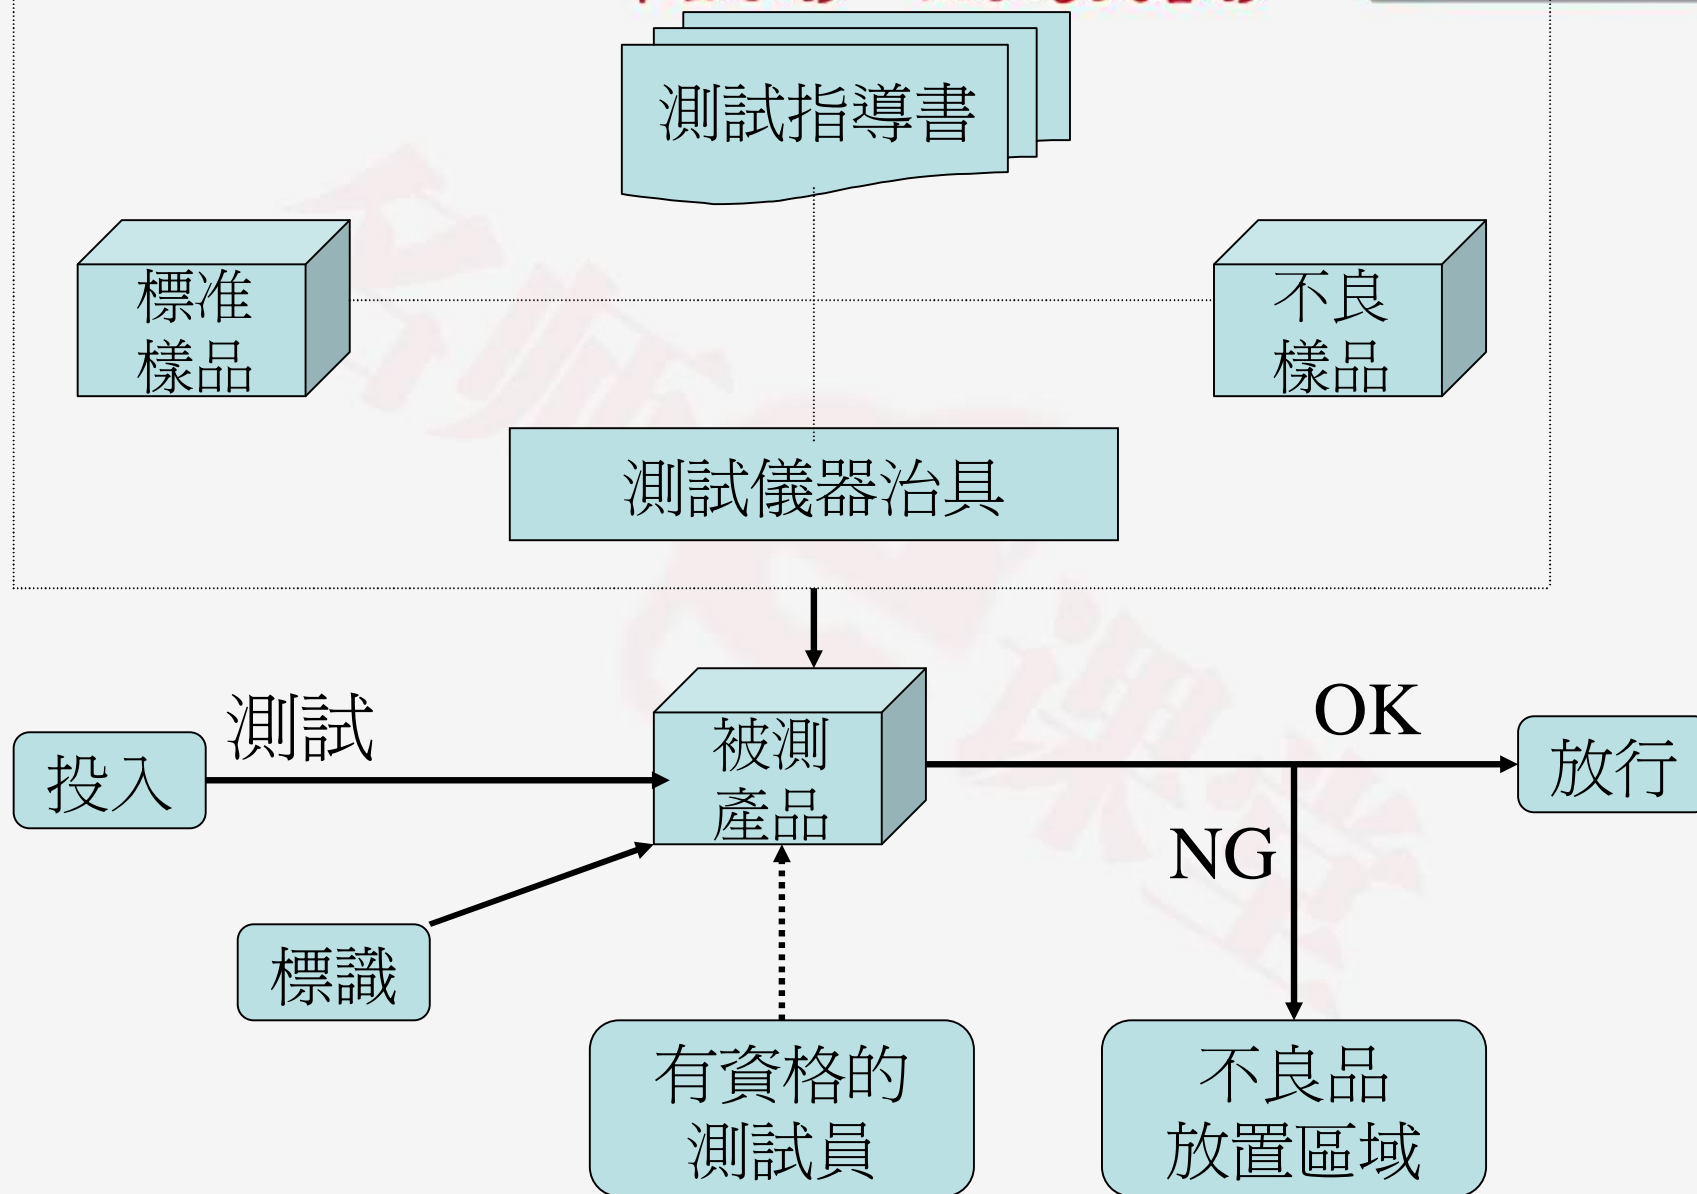 測試指導書
標准
樣品
不良
樣品
測試儀器治具
測試
OK
投入
被測
產品
放行
NG
標識
有資格的
測試員
不良品
放置區域